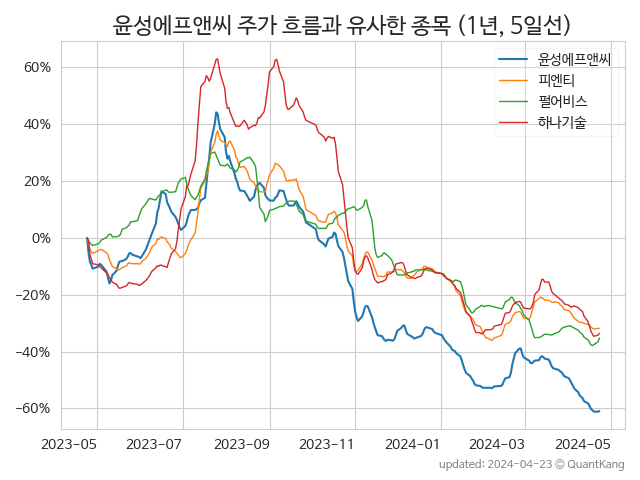 윤성에프앤씨 주가 흐름과 유사한 종목 (1년, 5일선)
윤성에프앤씨
피엔티
펄어비스
하나기술
60%
40%
20%
0%
−20%
−40%
−60%
2023-05 2023-07 2023-09 2023-11 2024-01 2024-03 2024-05
updated: 2024-04-23 © QuantKang